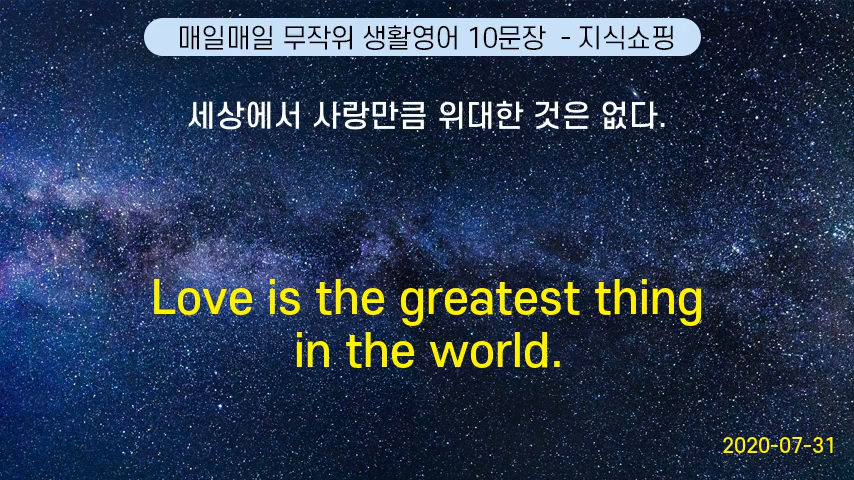 매일매일 무작위 생활영어 10문장 - 지식쇼핑
세상에서 사랑만큼 위대한 것은 없다.
Love is the greatest thing
in the world.
2020-07-31